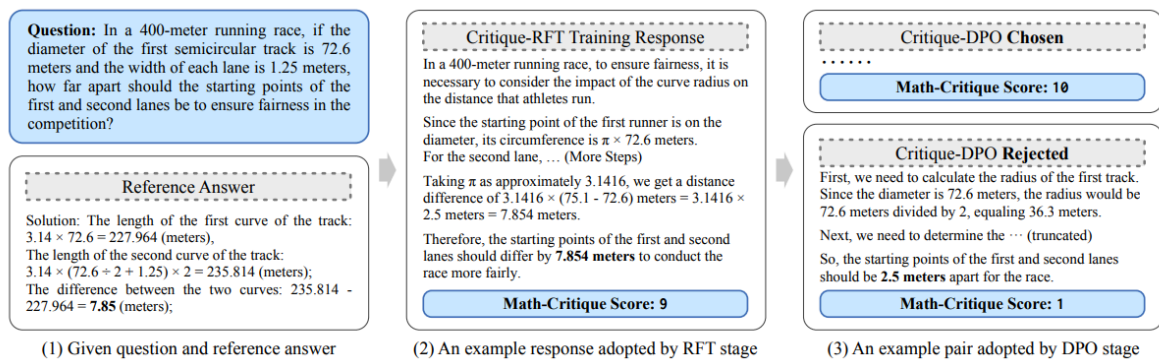 Question: In a 400-meter running race, if
the diameter of the first semicircular track is 72.6
meters and the width of each lane is 1.25 meters,
how far apart should the starting points of the
first and second lanes be to ensure fairness in the
competition?
Reference Answer
Solution: The length of the first curve of the track:
3.14 × 72.6 = 227.964 (meters),
The length of the second curve of the track:
3.14 × (72.6 ÷ 2 + 1.25) × 2 = 235.814 (meters);
The difference between the two curves: 235.814 -
227.964 = 7.85 (meters);
(1) Given question and reference answer
Critique-RFT Training Response
In a 400-meter running race, to ensure fairness, it is
necessary to consider the impact of the curve radius on
the distance that athletes run.
Since the starting point of the first runner is on the
diameter, its circumference is π × 72.6 meters.
For the second lane, … (More Steps)
Taking π as approximately 3.1416, we get a distance
difference of 3.1416 × (75.1 - 72.6) meters = 3.1416 ×
2.5 meters = 7.854 meters.
Therefore, the starting points of the first and second
lanes should differ by 7.854 meters to conduct the
race more fairly.
Math-Critique Score: 9
(2) An example response adopted by RFT stage
Critique-DPO Chosen
······
Math-Critique Score: 10
Critique-DPO Rejected
First, we need to calculate the radius of the first track.
Since the diameter is 72.6 meters, the radius would be
72.6 meters divided by 2, equaling 36.3 meters.
Next, we need to determine the ··· (truncated)
So, the starting points of the first and second lanes
should be 2.5 meters apart for the race.
Math-Critique Score: 1
(3) An example pair adopted by DPO stage